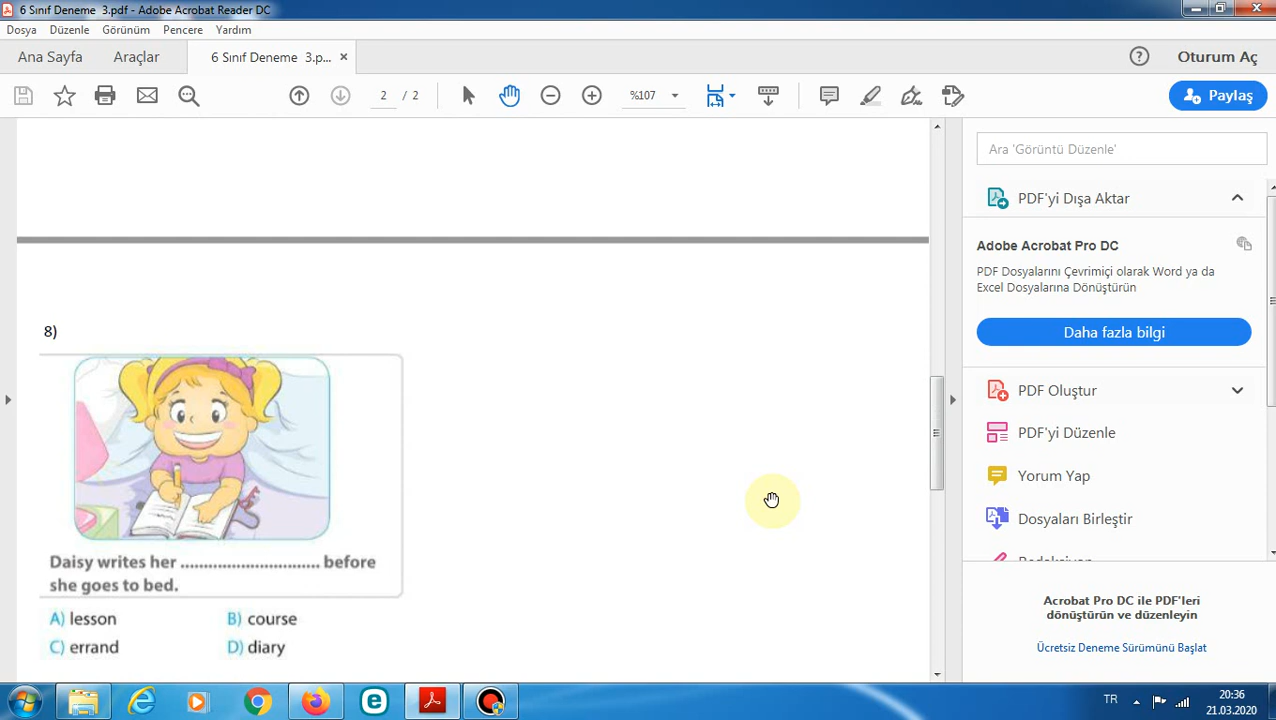 6 Sınıf Deneme  3.pdf - Adobe Acrobat Reader DC
Dosya Düzenle Görünüm Pencere Yardım
Ana Sayfa Araçlar 6 Sınıf Deneme  3.p... ×
2 / 2 %107
Oturum Aç
Paylaş
Ara 'Görüntü Düzenle'
PDF'yi Dışa Aktar
Adobe Acrobat Pro DC
PDF Dosyalarını Çevrimiçi olarak Word ya da
Excel Dosyalarına Dönüştürün
Daha fazla bilgi
PDF Oluştur
PDF'yi Düzenle
Yorum Yap
Dosyaları Birleştir
Redaksiyon
Acrobat Pro DC ile PDF'leri
dönüştürün ve düzenleyin
Ücretsiz Deneme Sürümünü Başlat
8)
Daisy writes her .............................. before
she goes to bed.
A) lesson B) course
C) errand D) diary
TR 20:36
21.03.2020